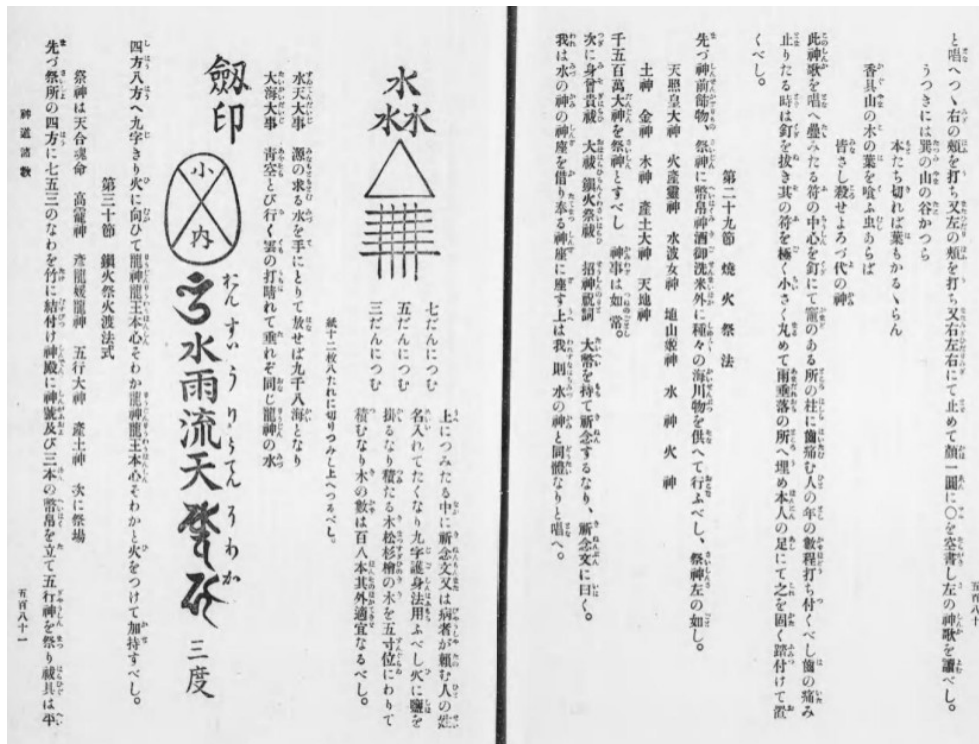 と唱へつゝ右の頬を打ち又左の頬を打ち又左右にて止めて顔一圓に〇を空書し左の神歌を讀べし。
うつきには巽の山の谷かつら
本たち切れば葉もかるゝらん
香具山の木の葉を喰ふ虫あらば
皆さし殺せよろづ代の神
此神歌を唱へ疊みたる符の中心を釘にて竈のある所の柱に齒痛む人の年の數程打ち付くべし齒の痛み
止りたる時は釘を拔き其の符を極く小さく丸めて雨垂落の所へ埋め本人の足にて之を固く踏付けて置
くべし。
第二十九節 燒火祭法
先づ神前飾物、祭神に幣帛神酒御洗米外に種々の海川物を供へて行ふべし、祭神左の如し。
天照皇大神 火產靈神 水波女神 埴山姬神 水神 火神
土神 金神 水神 產土大神 天地神
千五百萬大神を祭神とすべし 神事は如常。
次に身曾貴祓 大祓 鎭火祭祓 招神祝詞 大幣を持て祈念するなり、祈念文に曰く。
我は水の神の神座を借り奉る神座に座す上は我、則水の神と同體なりと唱へ。
五百八十
水
水水
七だんにつむ
五だんにつむ
三だんにつむ
上につみたる中に祈念文又は病者が賴む人の姓
名入れてたくなり九字護身法用ふべし火に鹽を
掛るなり積たる木松杉檜の木を五寸位にわりて
積むなり木の數は百八本其外適宜なるべし。
紙十二枚八たれに切りつみし上へつるべし。
水天大事 源の求る水を手にとりて放せば九千八海となり
大海大事 靑空とび行く雲の打晴れて垂れぞ同じ龍神の水
劔印
小
内
水雨流天
三度
四方八方へ九字きり火に向ひて龍神龍王本心そわか龍神龍王本心そわかと火をつけて加持すべし。
第三十節 鎭火祭火渡法式
祭神は天合魂命 高龗神 彥龍媛龍神 五行大神 產土神 次に祭場
先づ祭所の四方に七五三のなわを竹に結付け神殿に神號及び三本の幣帛を立て五行神を祭り祓具は平
神道諸敎
五百八十一